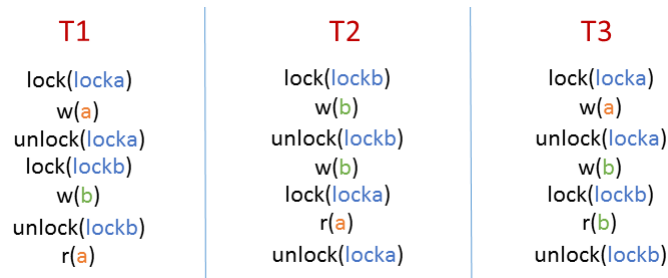 T1
lock(locka)
w(a)
unlock(locka)
lock(lockb)
w(b)
unlock(lockb)
r(a)
T2
lock(lockb)
w(b)
unlock(lockb)
w(b)
lock(locka)
r(a)
unlock(locka)
T3
lock(locka)
w(a)
unlock(locka)
w(b)
lock(lockb)
r(b)
unlock(lockb)